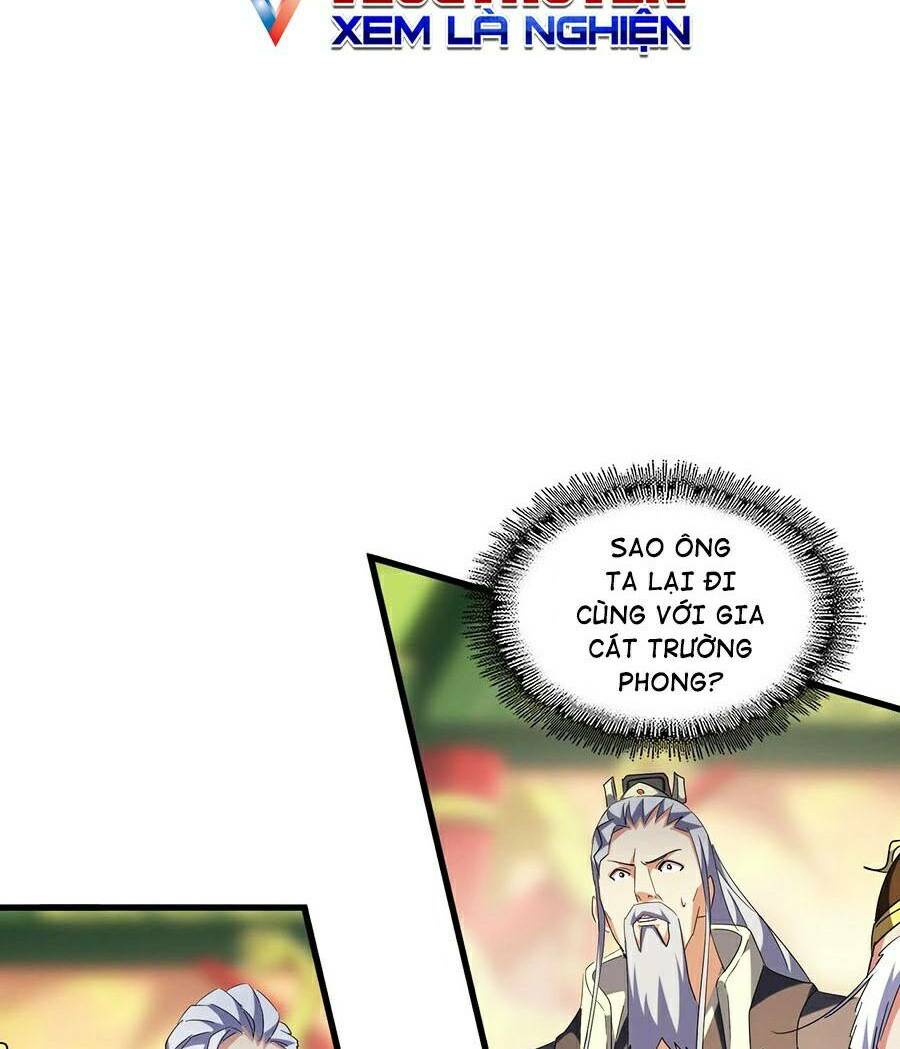 XEM LÀ NGHIỆN
SAO ÔNG
TA LẠI ĐI
CÙNG VỚI GIA
CÁT TRƯỜNG
PHONG?